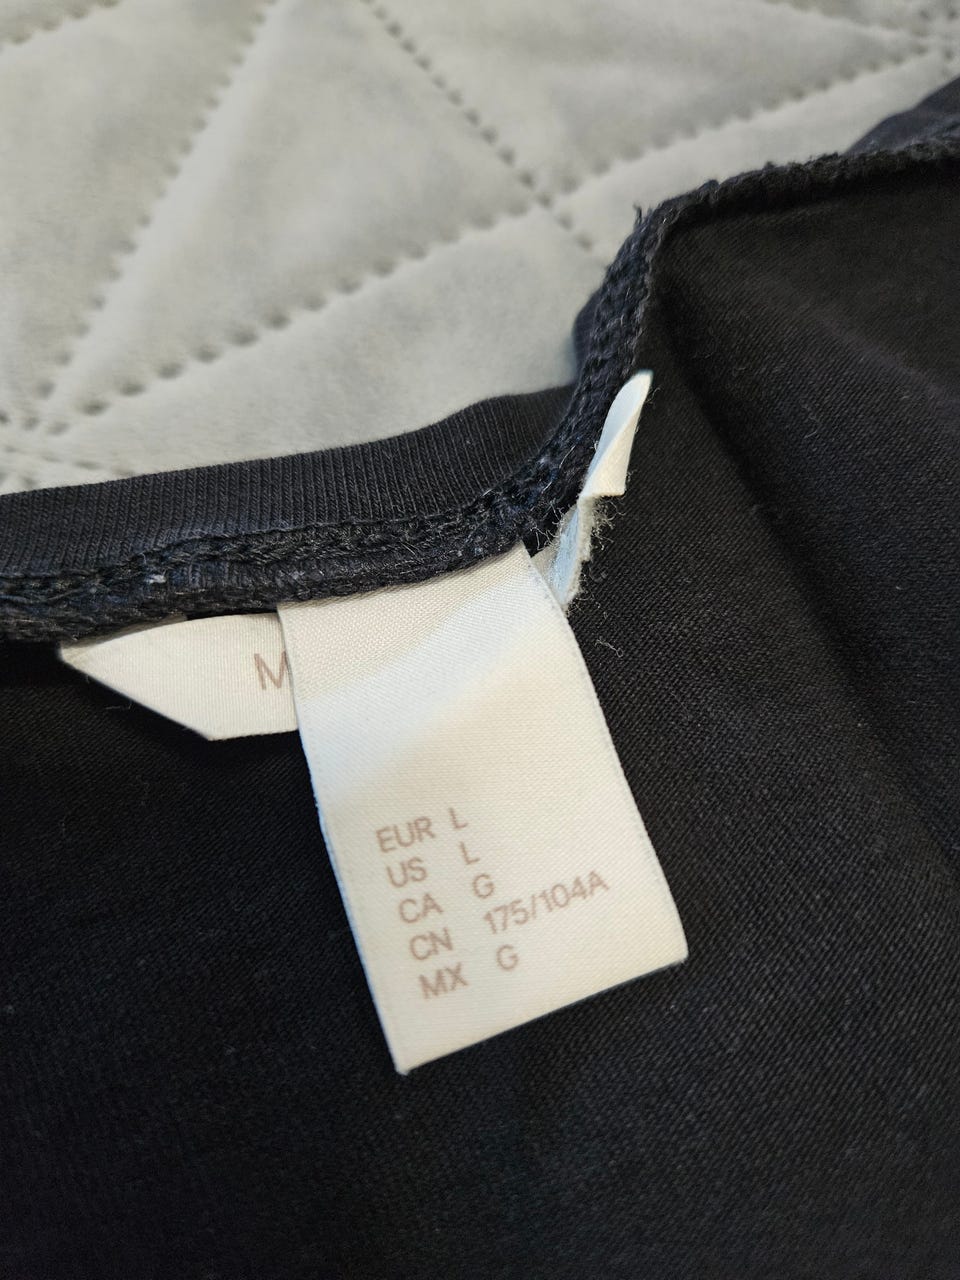 M
EUR L
US L
CA G
CN 175/104A
MX G